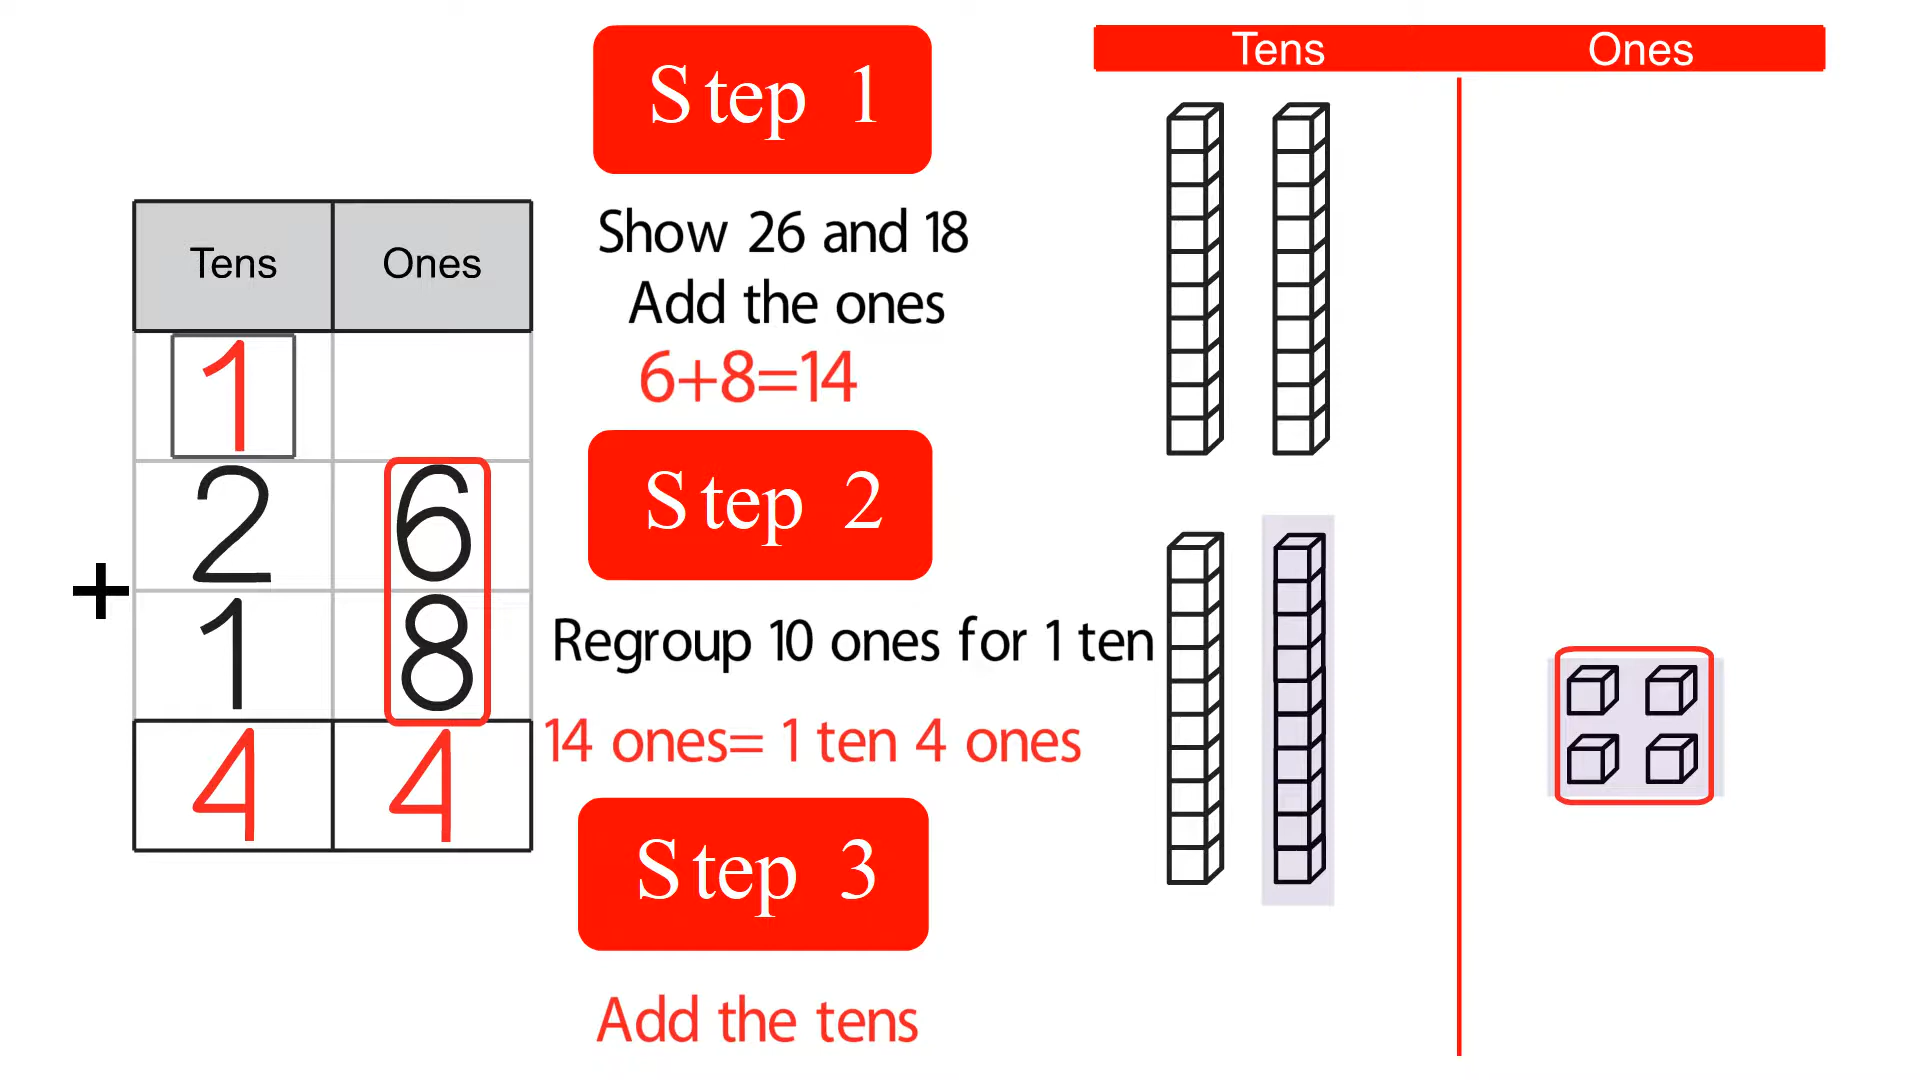 Tens Ones
1
2 6
+
1 8
4 4
Step 1
Show 26 and 18
Add the ones
6+8=14
Step 2
Regroup 10 ones for 1 ten
14 ones= 1 ten 4 ones
Step 3
Add the tens
Tens Ones